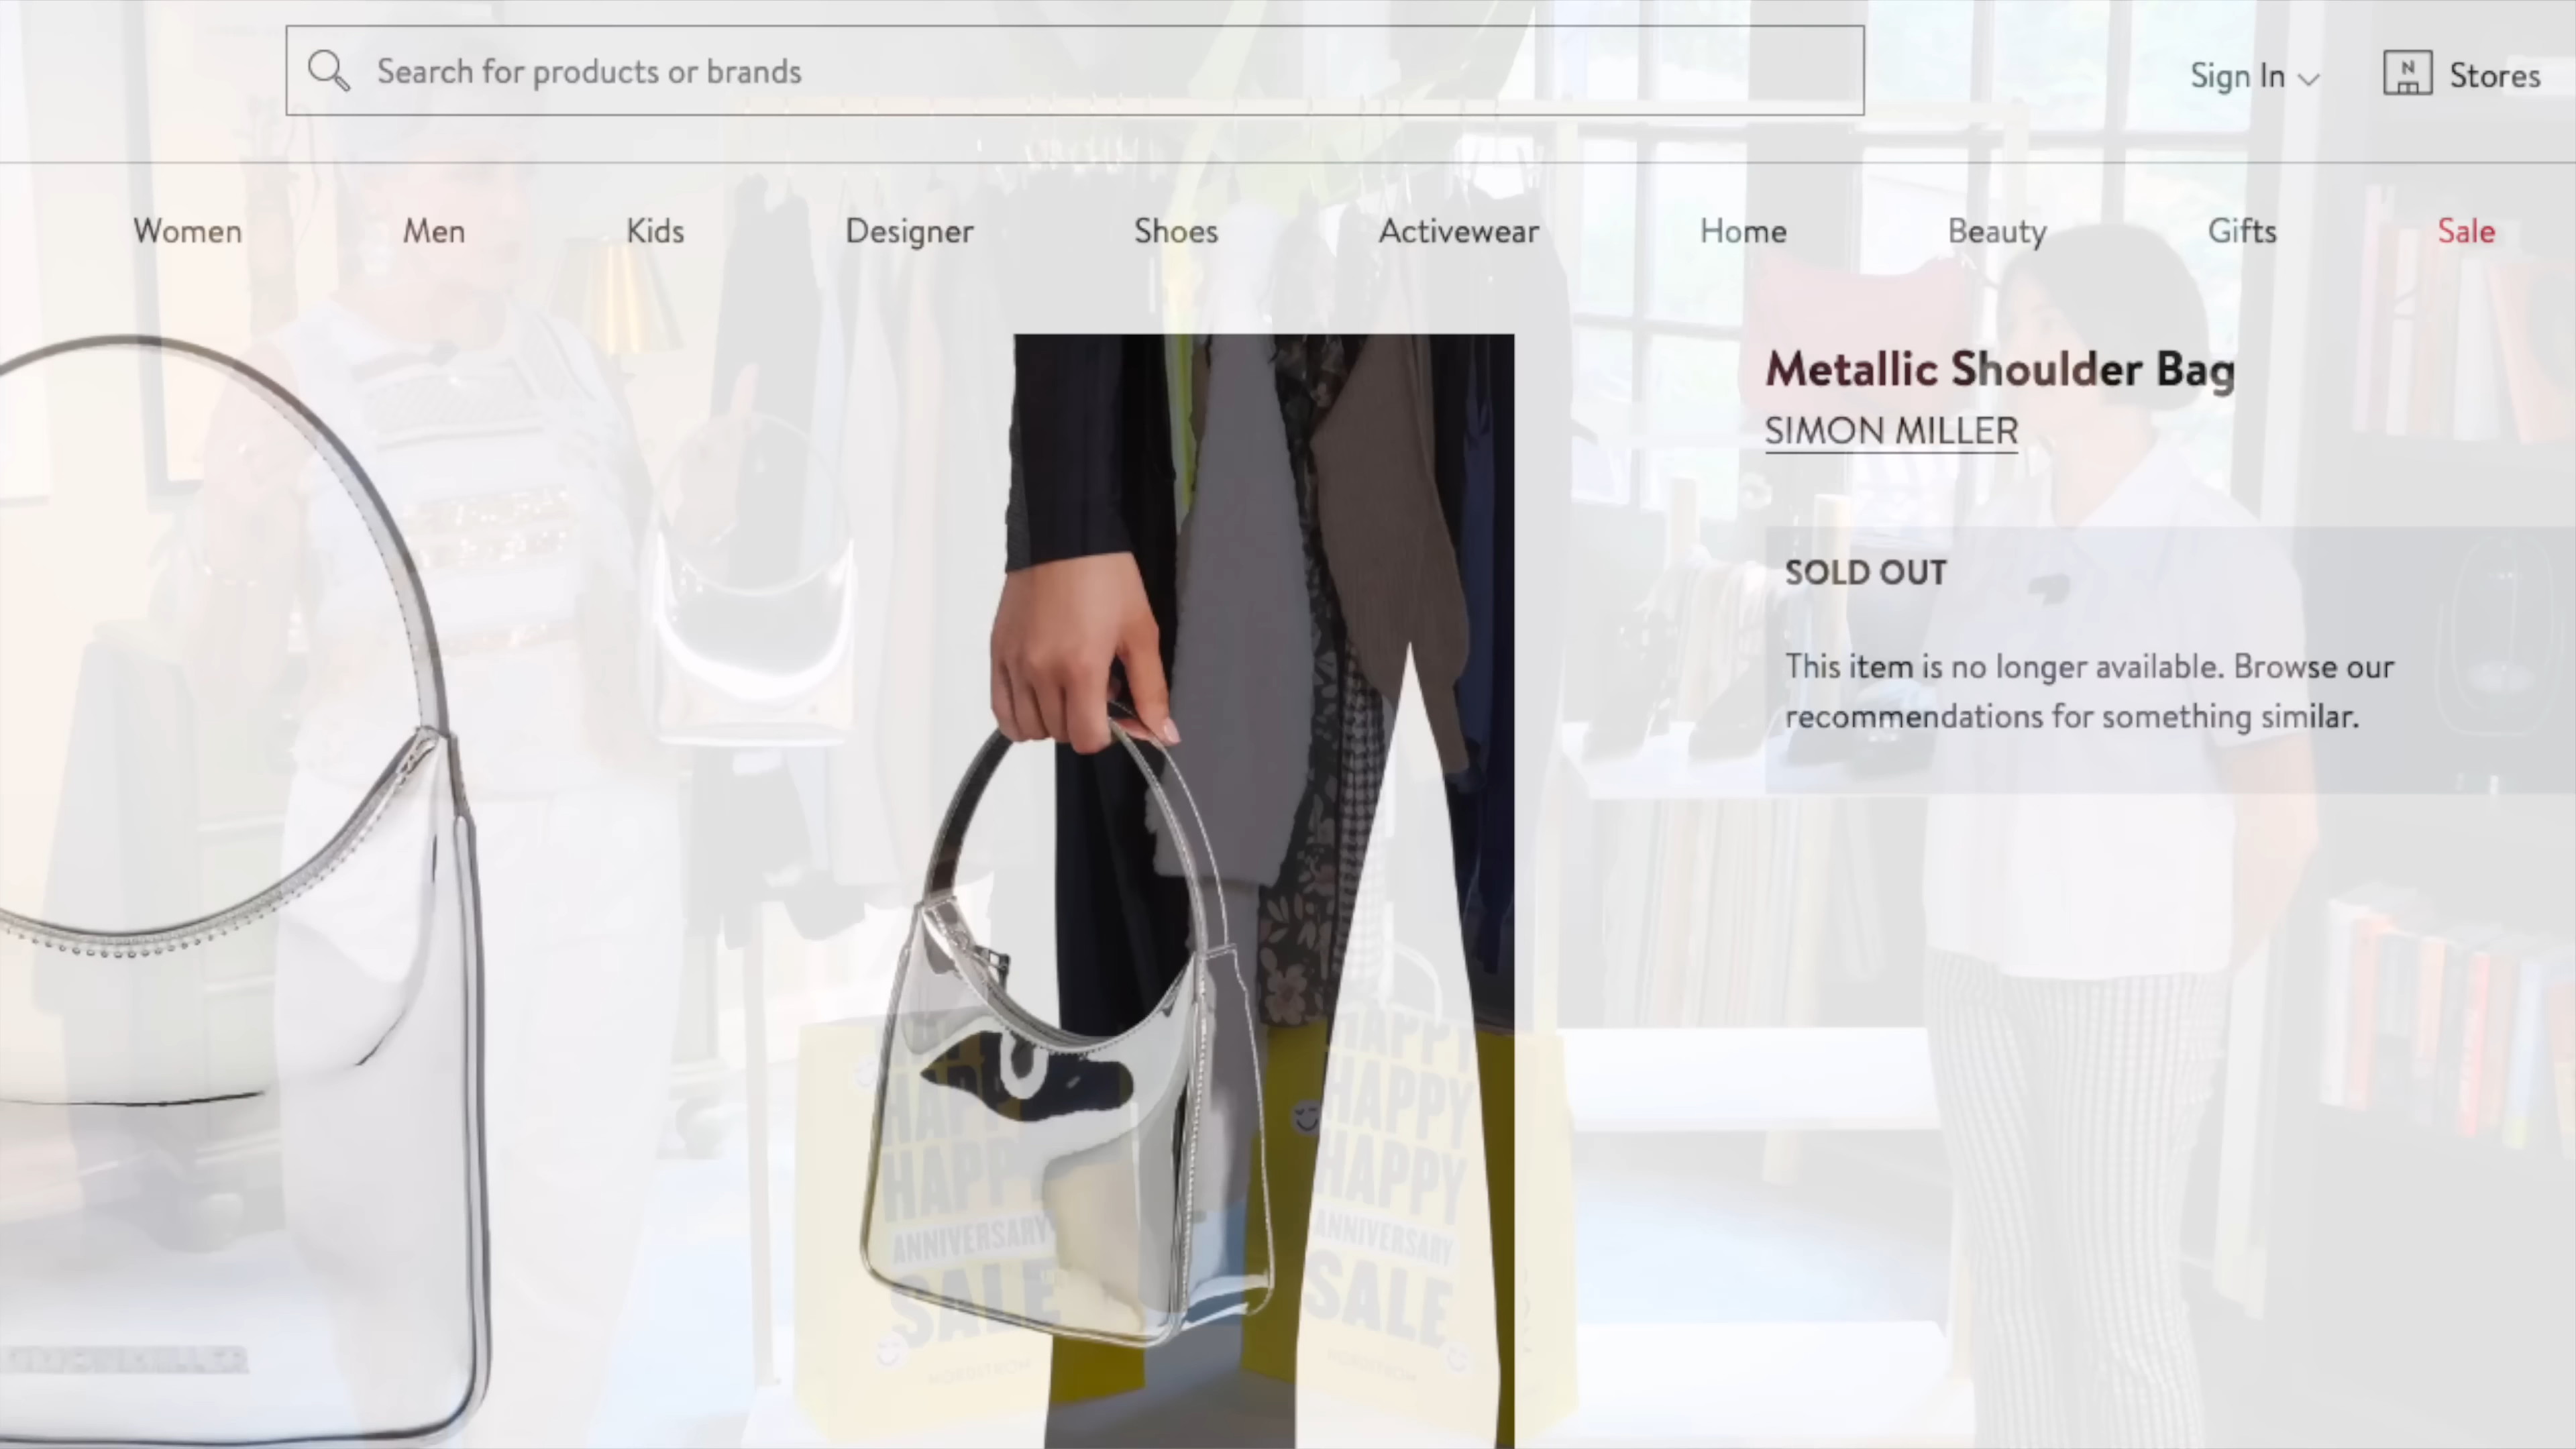 Search for products or brands
Sign In
N
Stores
Women
Men
Kids
Designer
Shoes
Activewear
Home
Beauty
Gifts
Sale
Metallic Shoulder Bag
SIMON MILLER
SOLD OUT
This item is no longer available. Browse our
recommendations for something similar.
HAPPY
HAPPY
ANNIVERSARY
SALE
NORDSTROM
HAPPY
HAPPY
HAPPY
ANNIVERSARY
SALE
NORDSTROM